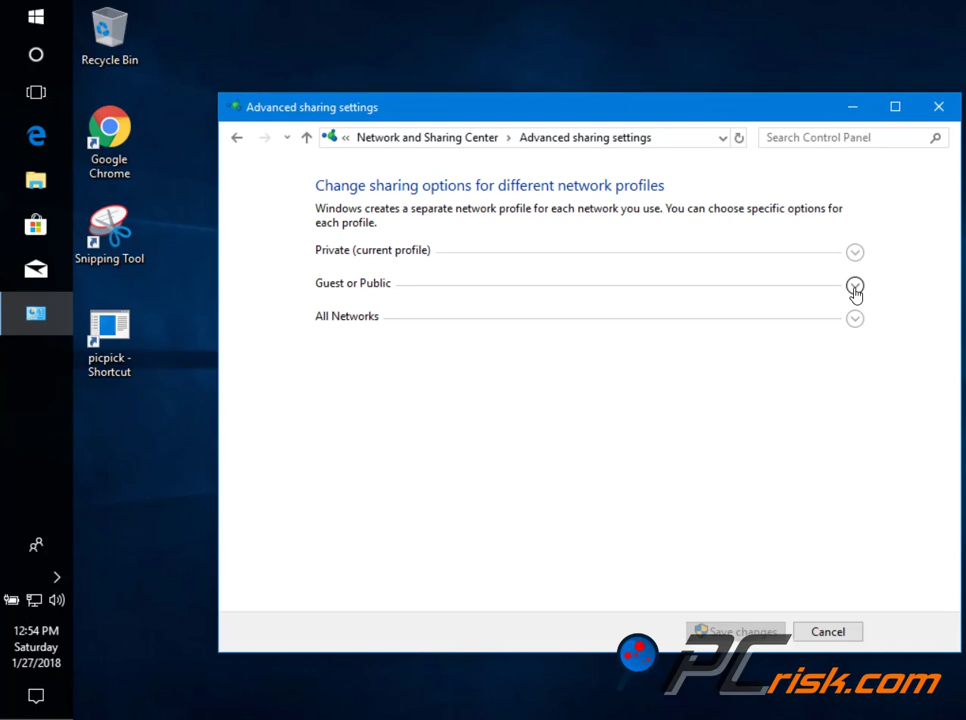 Recycle Bin
Google
Chrome
Snipping Tool
picpick -
Shortcut
Advanced sharing settings
« Network and Sharing Center › Advanced sharing settings
Search Control Panel
Change sharing options for different network profiles
Windows creates a separate network profile for each network you use. You can choose specific options for
each profile.
Private (current profile)
Guest or Public
All Networks
Save changes
Cancel
12:54 PM
Saturday
1/27/2018
PCrisk.com